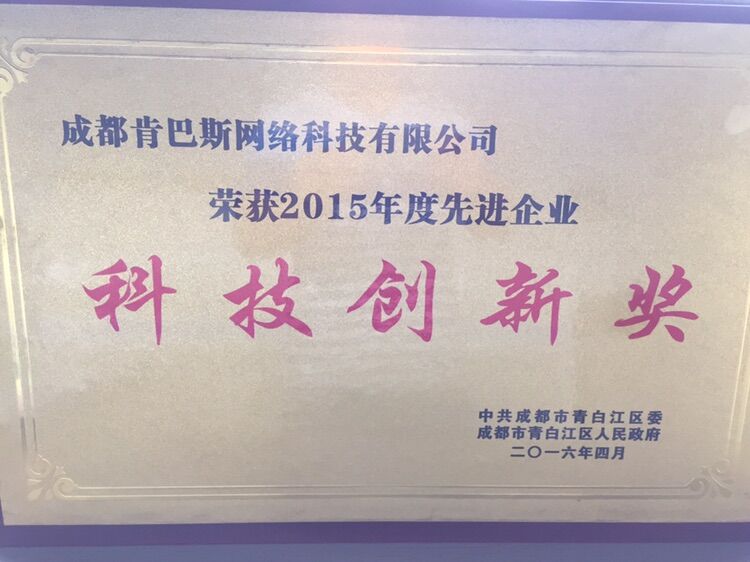 成都肯巴斯网络科技有限公司
荣获2015年度先进企业
科技创新奖
中共成都市青白江区委
成都市青白江区人民政府
二〇一六年四月